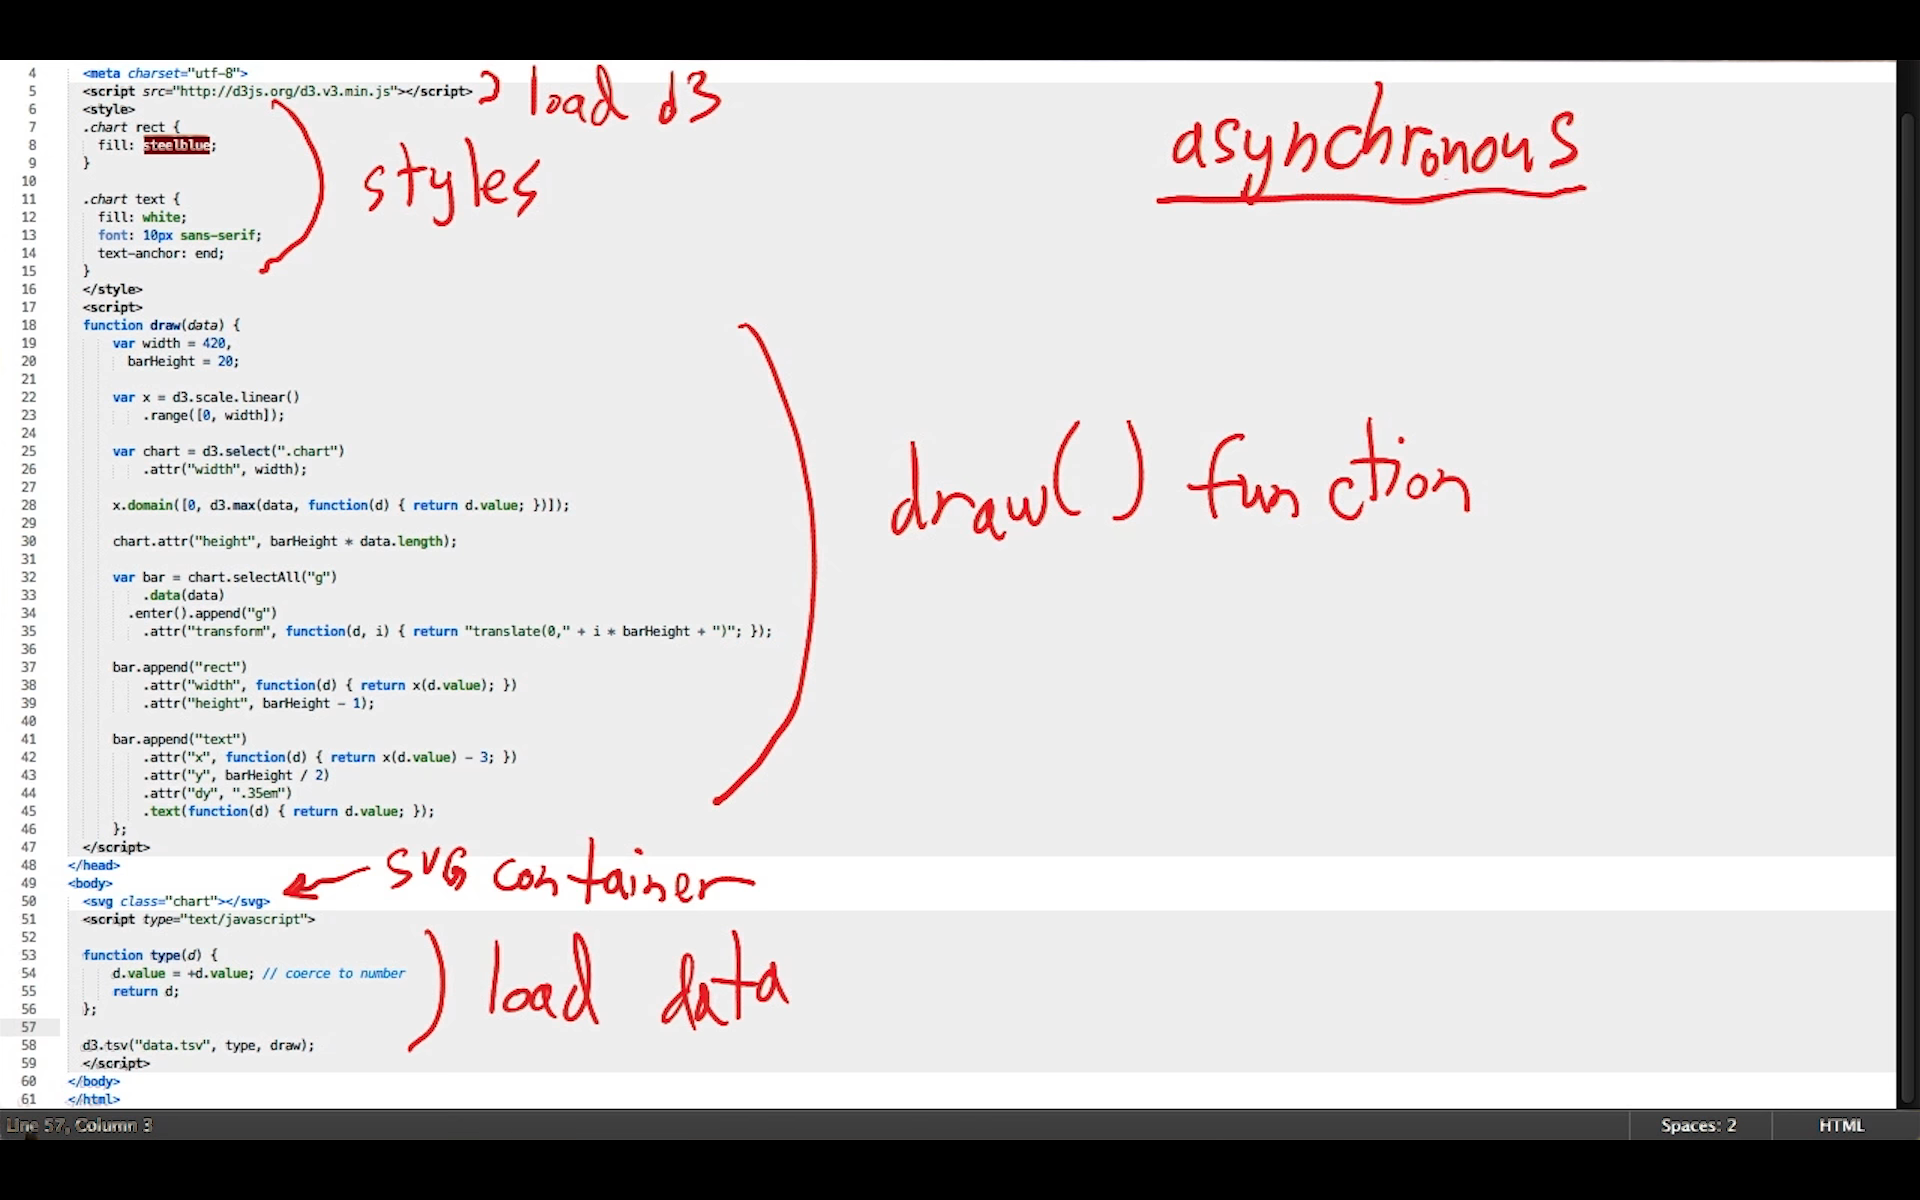 4 <meta charset="utf-8">
5 <script src="http://d3js.org/d3.v3.min.js"></script> load d3
6 <style>
7 .chart rect {
8 fill: steelblue;
9 }
10
11 .chart text {
12 fill: white;
13 font: 10px sans-serif;
14 text-anchor: end;
15 }
16 </style>
styles
asynchronous
17 <script>
18 function draw(data) {
19 var width = 420,
20 barHeight = 20;
21
22 var x = d3.scale.linear()
23 .range([0, width]);
24
25 var chart = d3.select(".chart")
26 .attr("width", width);
27
28 x.domain([0, d3.max(data, function(d) { return d.value; })]);
29
30 chart.attr("height", barHeight * data.length);
31
32 var bar = chart.selectAll("g")
33 .data(data)
34 .enter().append("g")
35 .attr("transform", function(d, i) { return "translate(0," + i * barHeight + ")"; });
36
37 bar.append("rect")
38 .attr("width", function(d) { return x(d.value); })
39 .attr("height", barHeight - 1);
40
41 bar.append("text")
42 .attr("x", function(d) { return x(d.value) - 3; })
43 .attr("y", barHeight / 2)
44 .attr("dy", ".35em")
45 .text(function(d) { return d.value; });
46 };
47 </script>
draw() function
48 </head>
49 <body>
50 <svg class="chart"></svg>
SVG container
51 <script type="text/javascript">
52
53 function type(d) {
54 d.value = +d.value; // coerce to number
55 return d;
56 };
57
58 d3.tsv("data.tsv", type, draw);
load data
59 </script>
60 </body>
61 </html>
Line 57, Column 3
Spaces: 2
HTML